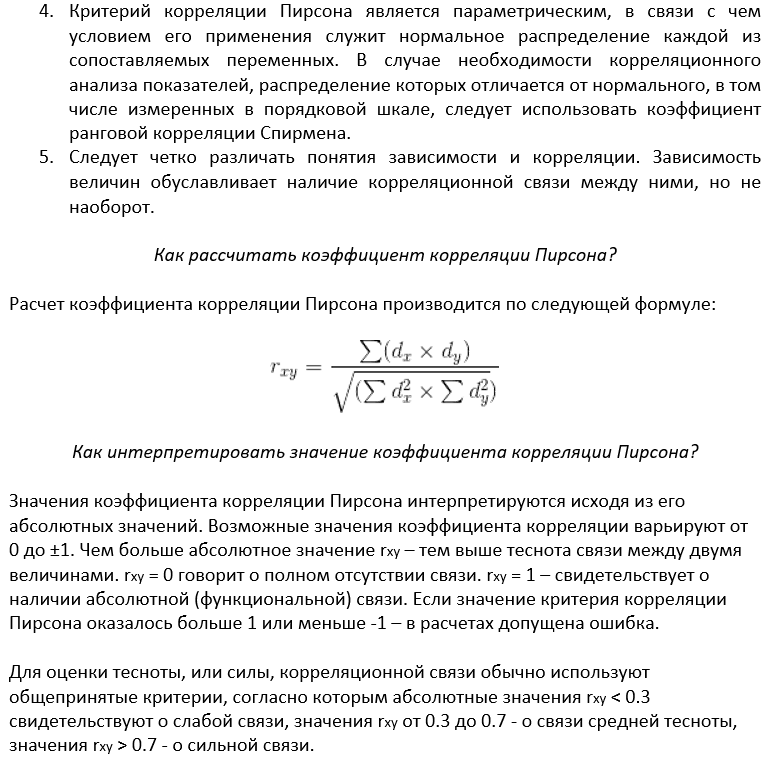 4. Критерий корреляции Пирсона является параметрическим, в связи с чем
условием его применения служит нормальное распределение каждой из
сопоставляемых переменных. В случае необходимости корреляционного
анализа показателей, распределение которых отличается от нормального, в том
числе измеренных в порядковой шкале, следует использовать коэффициент
ранговой корреляции Спирмена.
5. Следует четко различать понятия зависимости и корреляции. Зависимость
величин обуславливает наличие корреляционной связи между ними, но не
наоборот.
Как рассчитать коэффициент корреляции Пирсона?
Расчет коэффициента корреляции Пирсона производится по следующей формуле:
r_xy = ∑(d_x × d_y) / √(∑ d_x^2 × ∑ d_y^2)
Как интерпретировать значение коэффициента корреляции Пирсона?
Значения коэффициента корреляции Пирсона интерпретируются исходя из его
абсолютных значений. Возможные значения коэффициента корреляции варьируют от
0 до ±1. Чем больше абсолютное значение rxy – тем выше теснота связи между двумя
величинами. rxy = 0 говорит о полном отсутствии связи. rxy = 1 – свидетельствует о
наличии абсолютной (функциональной) связи. Если значение критерия корреляции
Пирсона оказалось больше 1 или меньше -1 – в расчетах допущена ошибка.
Для оценки тесноты, или силы, корреляционной связи обычно используют
общепринятые критерии, согласно которым абсолютные значения rxy < 0.3
свидетельствуют о слабой связи, значения rxy от 0.3 до 0.7 - о связи средней тесноты,
значения rxy > 0.7 - о сильной связи.